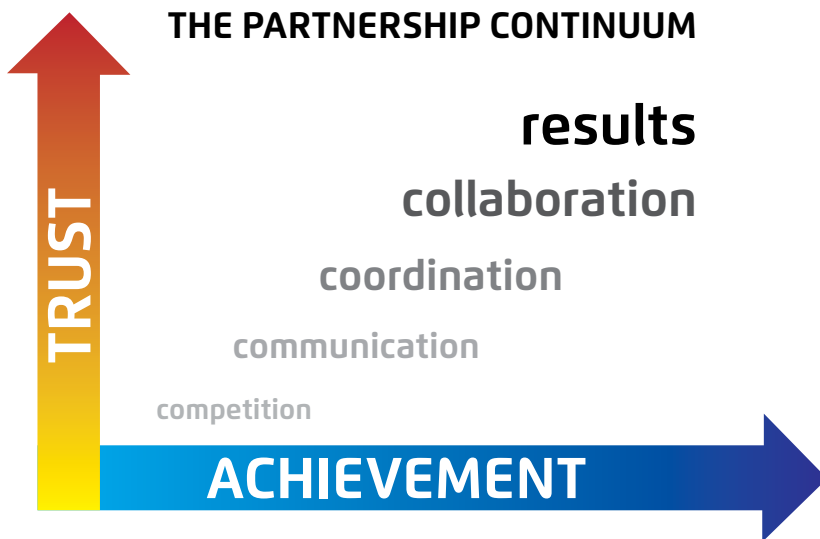 THE PARTNERSHIP CONTINUUM
results
collaboration
coordination
communication
competition
TRUST
ACHIEVEMENT